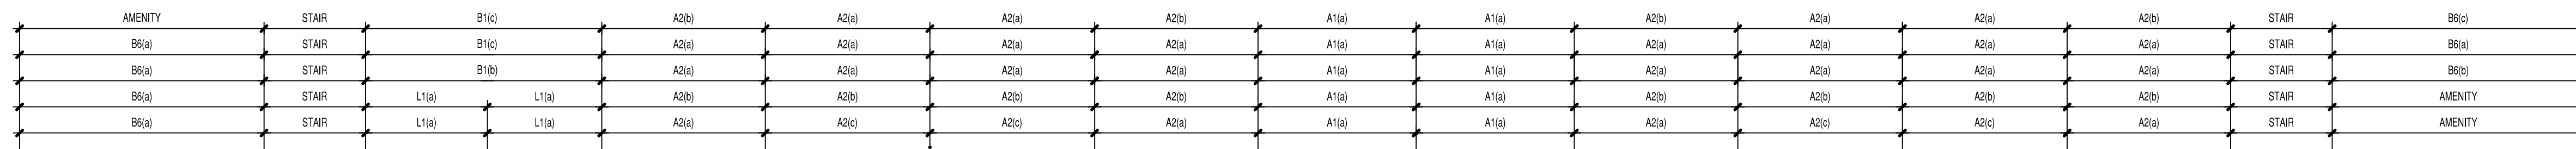 AMENITY STAIR B1(c) A2(b) A2(a) A2(a) A2(b) A1(a) A1(a) A2(b) A2(a) A2(a) A2(b) STAIR B6(c)
B6(a) STAIR B1(c) A2(a) A2(a) A2(a) A2(a) A1(a) A1(a) A2(a) A2(a) A2(a) A2(a) STAIR B6(a)
B6(a) STAIR B1(b) A2(a) A2(a) A2(a) A2(a) A1(a) A1(a) A2(a) A2(a) A2(a) A2(a) STAIR B6(b)
B6(a) STAIR L1(a) L1(a) A2(b) A2(b) A2(b) A2(b) A1(a) A1(a) A2(b) A2(b) A2(b) A2(b) STAIR AMENITY
B6(a) STAIR L1(a) L1(a) A2(a) A2(c) A2(c) A2(a) A1(a) A1(a) A2(a) A2(c) A2(c) A2(a) STAIR AMENITY